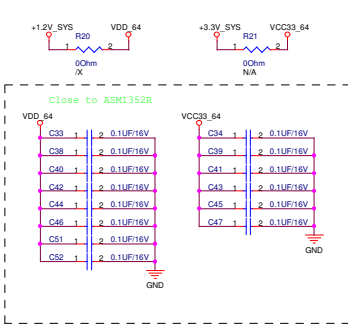 +1.2V_SYS VDD_64 +3.3V_SYS VCC33_64
R20 R21
1 2 1 2
0Ohm 0Ohm
/X N/A
Close to ASM1352R
VDD_64 VCC33_64
C33 1 2 0.1UF/16V C34 1 2 0.1UF/16V
C38 1 2 0.1UF/16V C39 1 2 0.1UF/16V
C40 1 2 0.1UF/16V C41 1 2 0.1UF/16V
C42 1 2 0.1UF/16V C43 1 2 0.1UF/16V
C44 1 2 0.1UF/16V C45 1 2 0.1UF/16V
C46 1 2 0.1UF/16V C47 1 2 0.1UF/16V
C51 1 2 0.1UF/16V
GND
C52 1 2 0.1UF/16V
GND